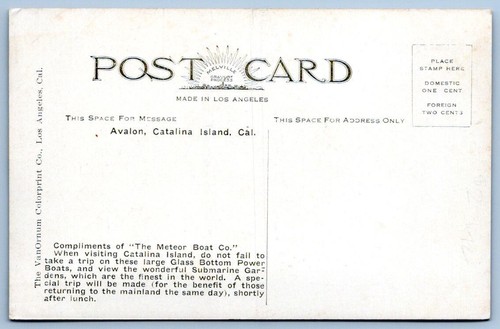 POST CARD
MELVILLE
MADE IN LOS ANGELES
PLACE
STAMP HERE
DOMESTIC
ONE CENT
FOREIGN
TWO CENTS
THIS SPACE FOR MESSAGE
THIS SPACE FOR ADDRESS ONLY
Avalon, Catalina Island, Cal.
The VanOrnum Colorprint Co., Los Angeles, Cal.
Compliments of "The Meteor Boat Co."
When visiting Catalina Island, do not fail to
take a trip on these large Glass Bottom Power
Boats, and view the wonderful Submarine Gar-
dens, which are the finest in the world. A spe-
cial trip will be made (for the benefit of those
returning to the mainland the same day), shortly
after lunch.